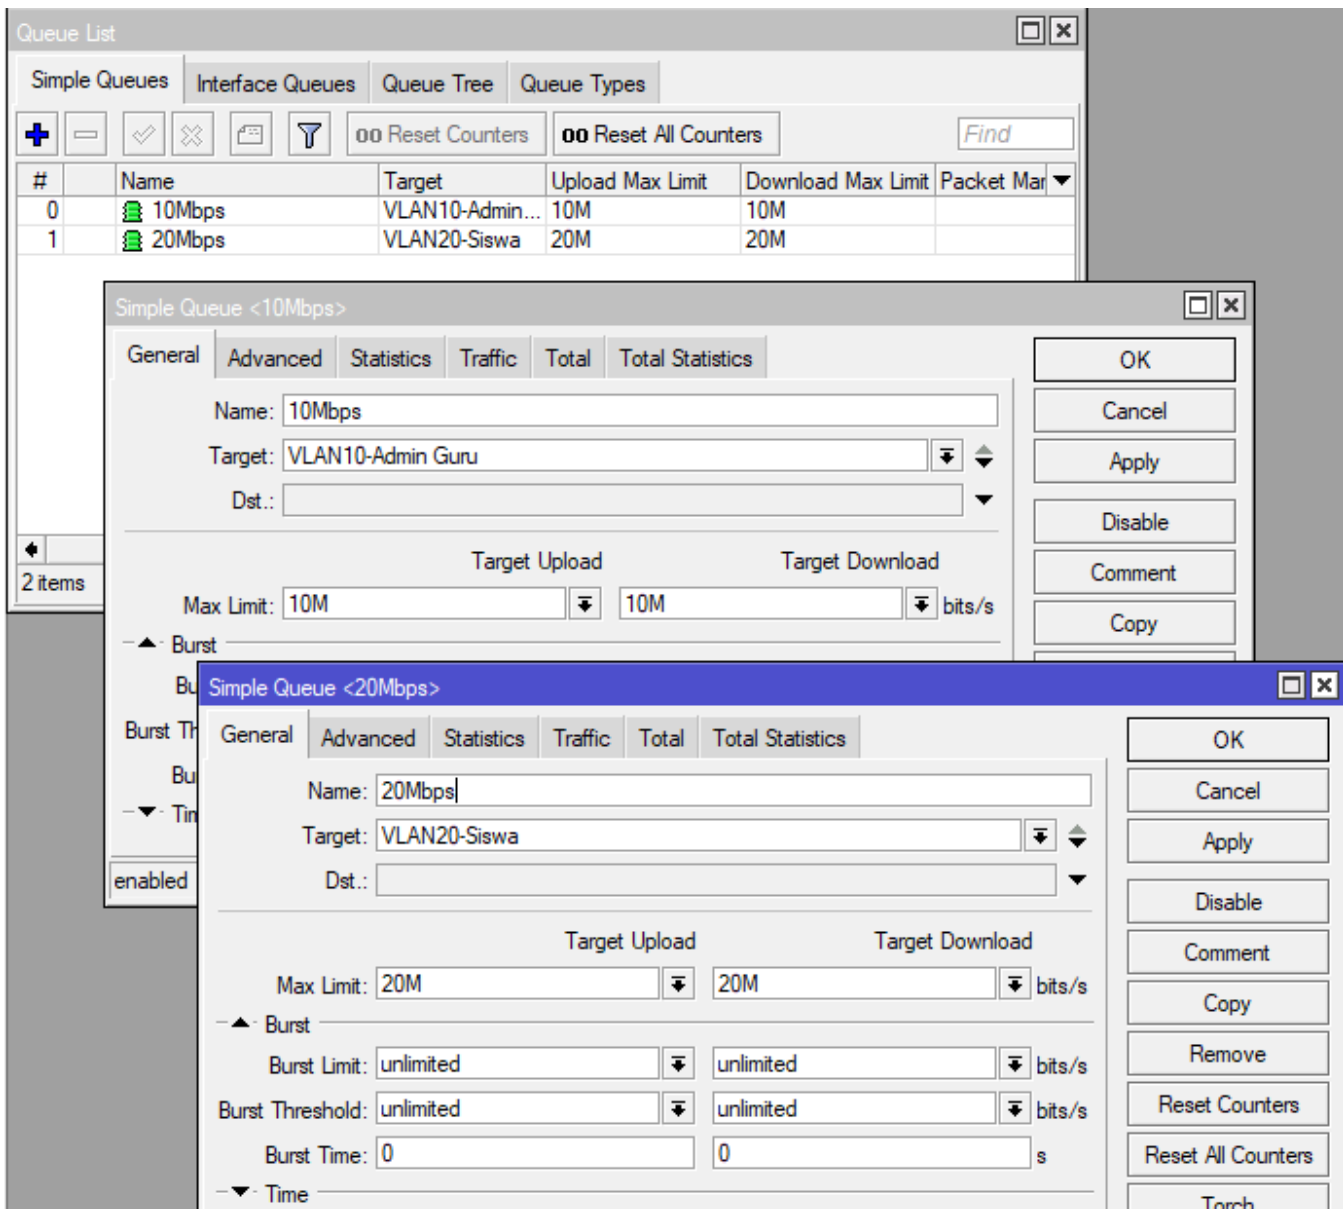 Queue List
Simple Queues Interface Queues Queue Tree Queue Types
00 Reset Counters 00 Reset All Counters Find
# Name Target Upload Max Limit Download Max Limit Packet Mar
0 10Mbps VLAN10-Admin... 10M 10M
1 20Mbps VLAN20-Siswa 20M 20M
2 items
Simple Queue <10Mbps>
General Advanced Statistics Traffic Total Total Statistics
Name: 10Mbps
Target: VLAN10-Admin Guru
Dst.:
Target Upload Target Download
Max Limit: 10M 10M bits/s
Burst
Bu
Burst Th
Bu
Tim
enabled
OK
Cancel
Apply
Disable
Comment
Copy
Simple Queue <20Mbps>
General Advanced Statistics Traffic Total Total Statistics
Name: 20Mbps
Target: VLAN20-Siswa
Dst.:
Target Upload Target Download
Max Limit: 20M 20M bits/s
Burst
Burst Limit: unlimited unlimited bits/s
Burst Threshold: unlimited unlimited bits/s
Burst Time: 0 0 s
Time
OK
Cancel
Apply
Disable
Comment
Copy
Remove
Reset Counters
Reset All Counters
Torch